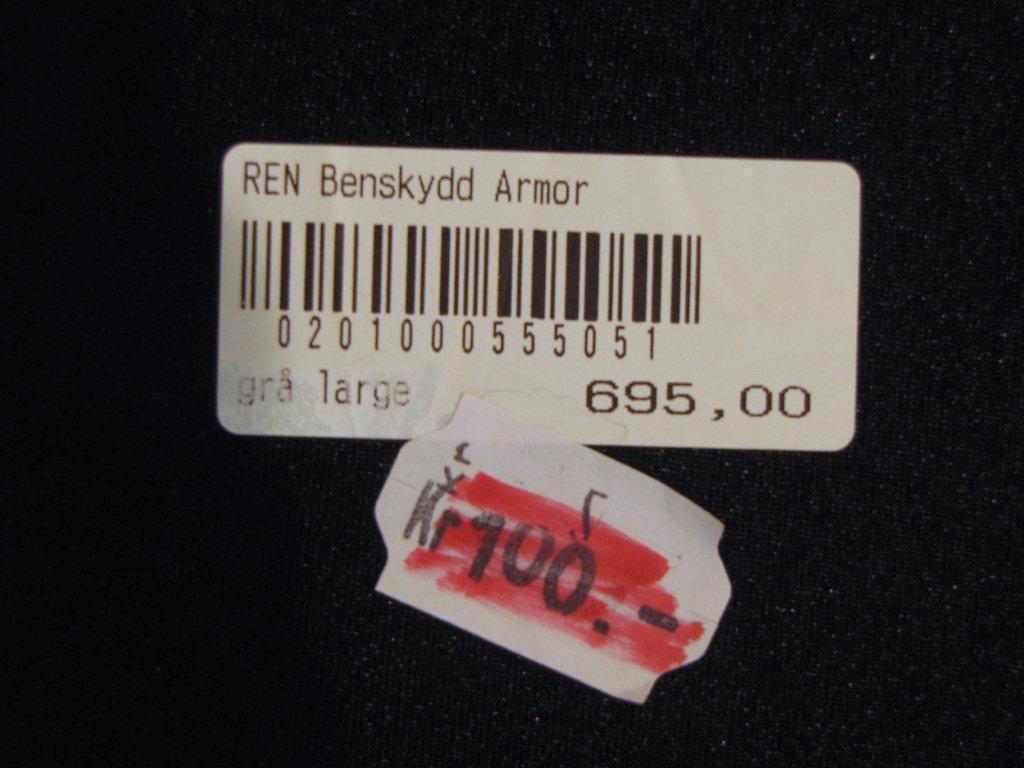 REN Benskydd Armor
0201000555051
grå large
695,00
Kr 100.-